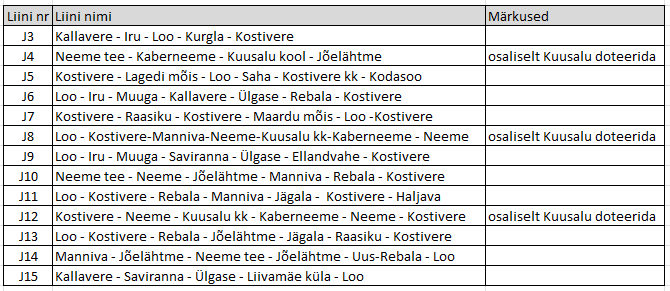 Liini nr Liini nimi Märkused
J3 Kallavere - Iru - Loo - Kurgla - Kostivere
J4 Neeme tee - Kaberneeme - Kuusalu kool - Jõelähtme osaliselt Kuusalu doteerida
J5 Kostivere - Lagedi mõis - Loo - Saha - Kostivere kk - Kodasoo
J6 Loo - Iru - Muuga - Kallavere - Ülgase - Rebala - Kostivere
J7 Kostivere - Raasiku - Kostivere - Maardu mõis - Loo -Kostivere
J8 Loo - Kostivere-Manniva-Neeme-Kuusalu kk-Kaberneeme - Neeme osaliselt Kuusalu doteerida
J9 Loo - Iru - Muuga - Saviranna - Ülgase - Ellandvahe - Kostivere
J10 Neeme tee - Neeme - Jõelähtme - Manniva - Rebala - Kostivere
J11 Loo - Kostivere - Rebala - Manniva - Jägala - Kostivere - Haljava
J12 Kostivere - Neeme - Kuusalu kk - Kaberneeme - Neeme - Kostivere osaliselt Kuusalu doteerida
J13 Loo - Kostivere - Rebala - Jõelähtme - Jägala - Raasiku - Kostivere
J14 Manniva - Jõelähtme - Neeme tee - Jõelähtme - Uus-Rebala - Loo
J15 Kallavere - Saviranna - Ülgase - Liivamäe küla - Loo